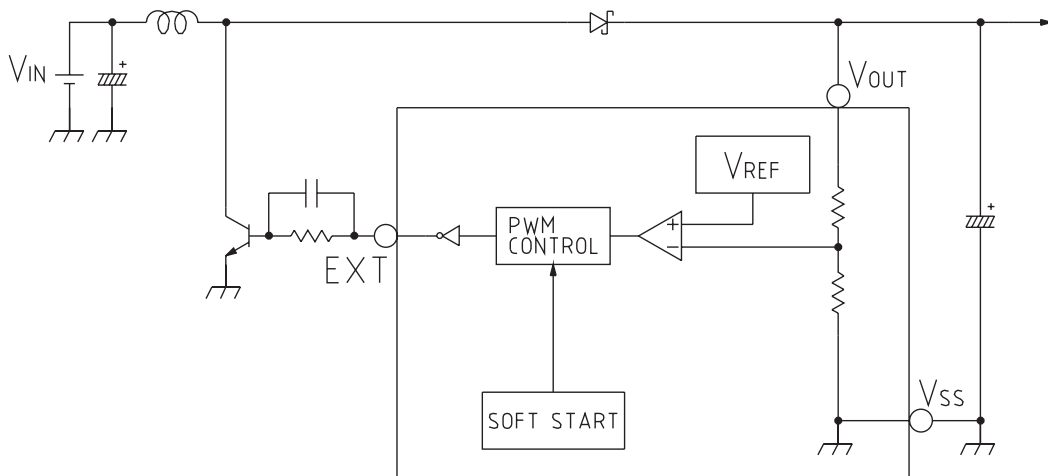 +
VIN
VOUT
VREF
+
PWM
CONTROL
+
−
EXT
VSS
SOFT START